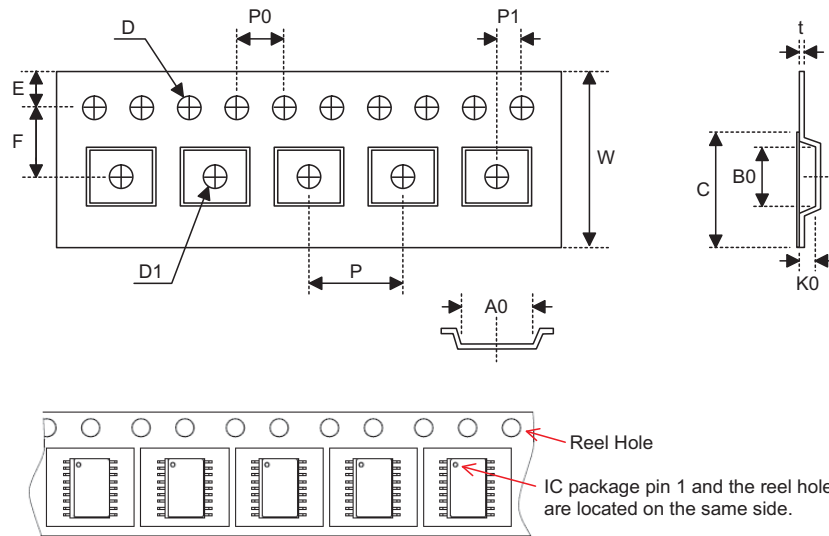 D
P0
P1
t
E
F
W
C
B0
D1
P
K0
A0
Reel Hole
IC package pin 1 and the reel hole
are located on the same side.